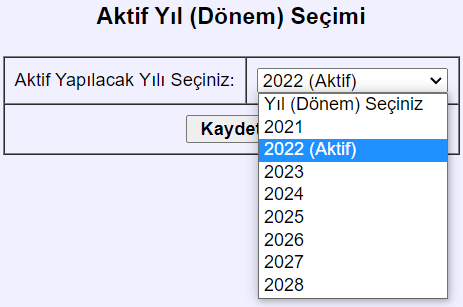 Aktif Yıl (Dönem) Seçimi
Aktif Yapılacak Yılı Seçiniz: 2022 (Aktif)
Kaydet
Yıl (Dönem) Seçiniz
2021
2022 (Aktif)
2023
2024
2025
2026
2027
2028